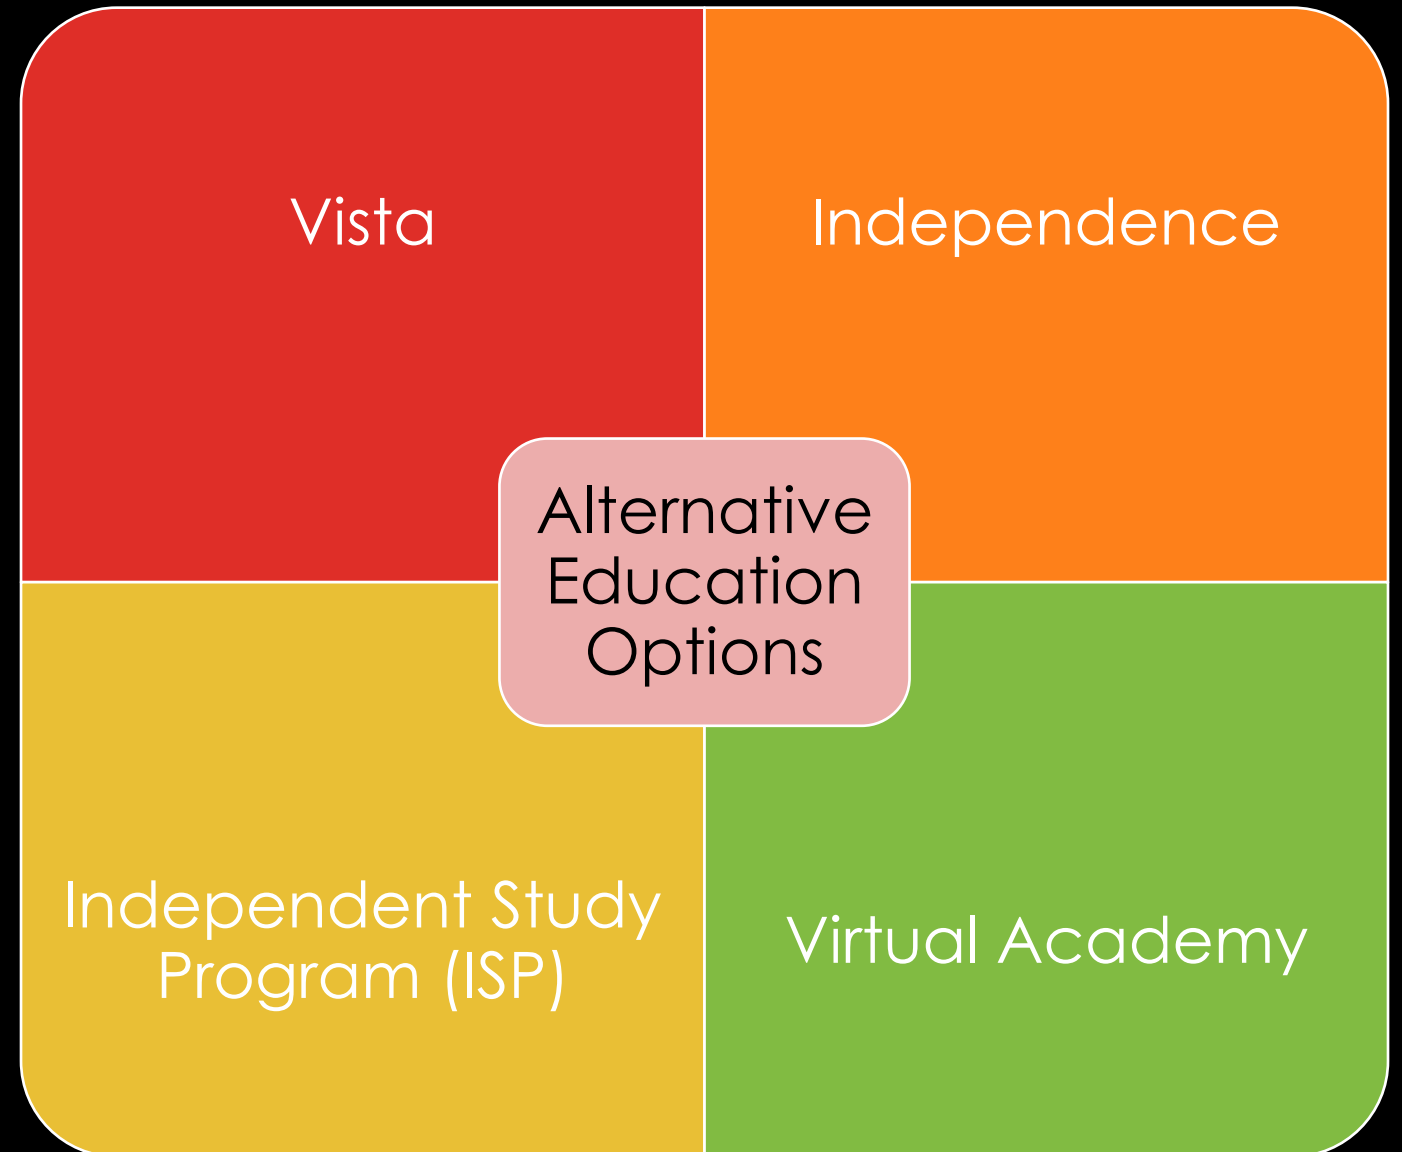 Vista
Independence
Alternative
Education
Options
Independent Study
Program (ISP)
Virtual Academy